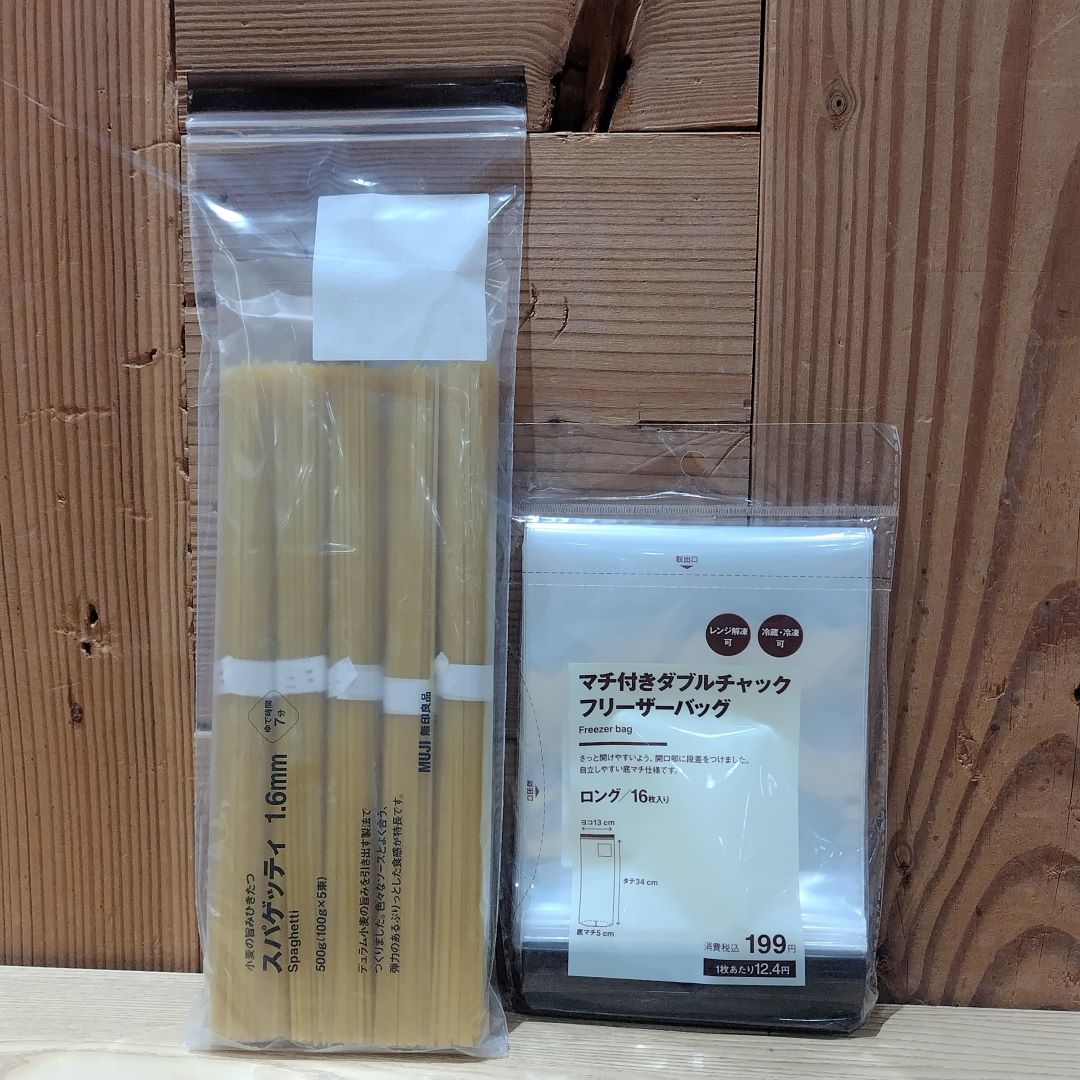 小麦の旨みひきたつ
スパゲッティ 1.6mm
Spaghetti
500g(100g×5束)
ゆで時間
7分
デュラム小麦の旨みを引き出す製法で
つくりました。色々なソースとよく合う、
弾力のあるぷりっとした食感が特長です。
MUJI 無印良品
取出口
レンジ解凍
可
冷蔵・冷凍
可
マチ付きダブルチャック
フリーザーバッグ
Freezer bag
さっと開けやすいよう、開口部に段差をつけました。
自立しやすい底マチ仕様です。
ロング/16枚入り
ヨコ13 cm
タテ34 cm
底マチ5 cm
消費税込 199円
1枚あたり12.4円
取出口